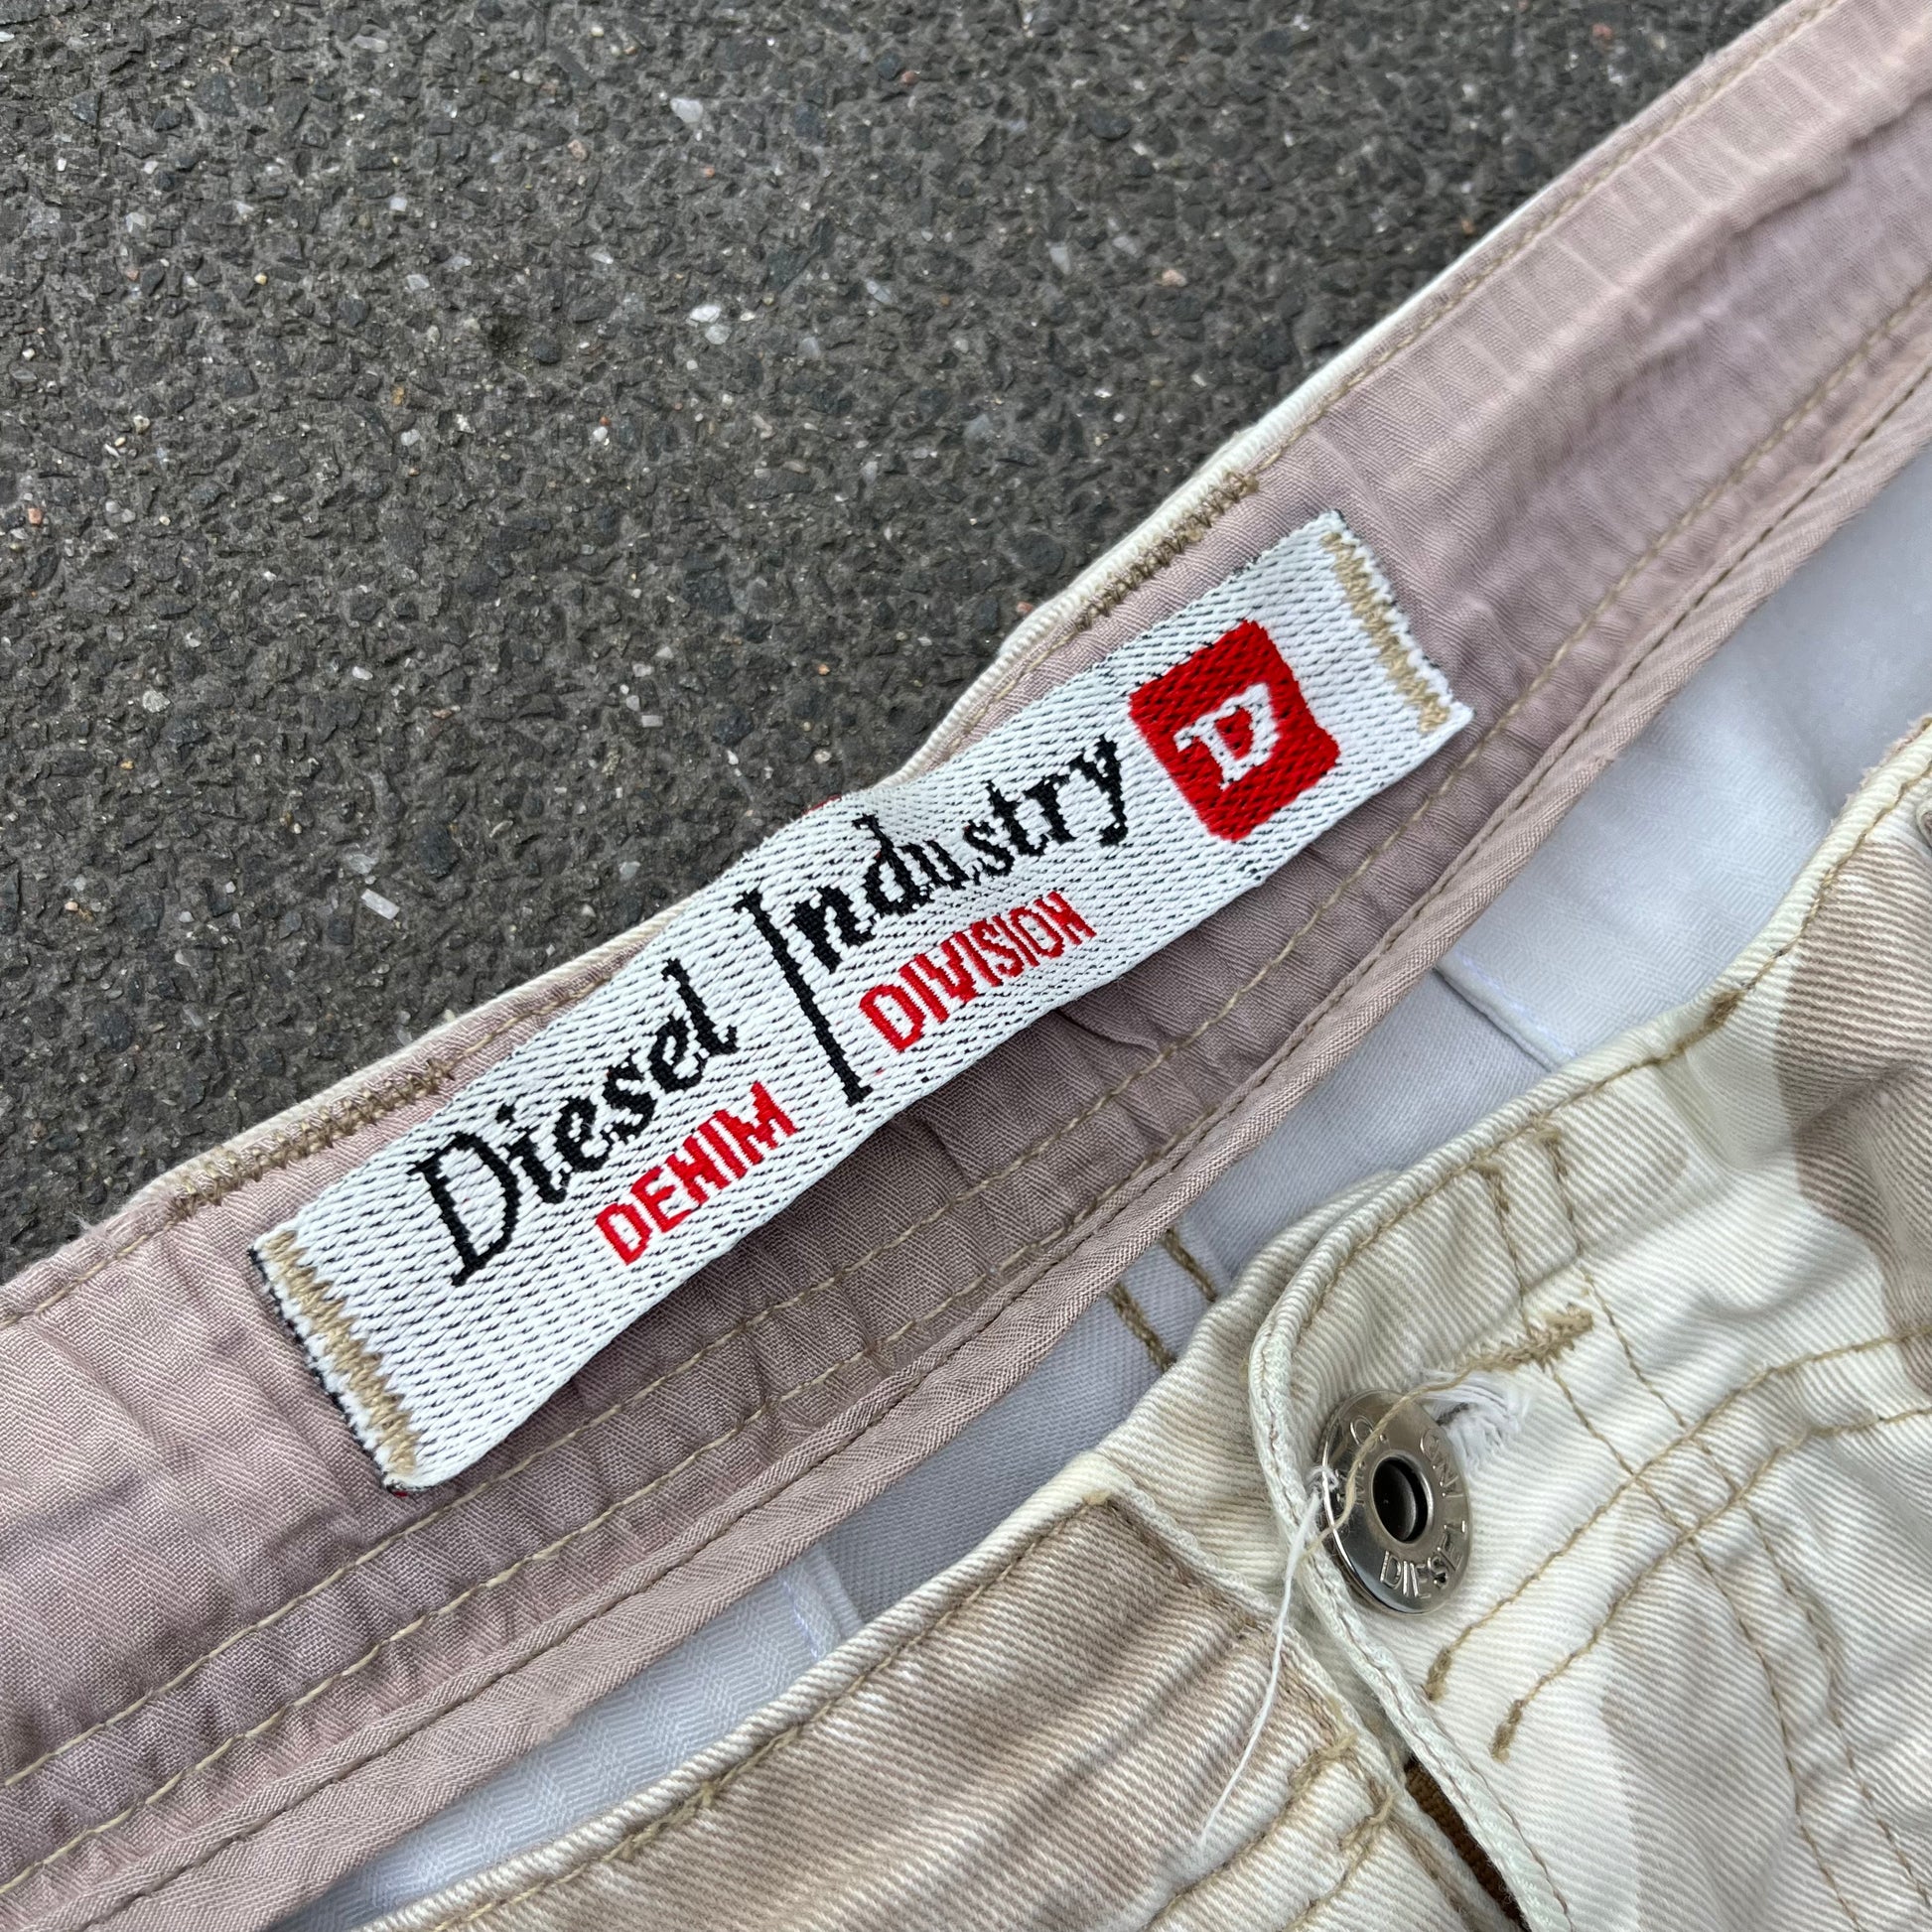 Diesel Industry D
DENIM DIVISION
DIESEL